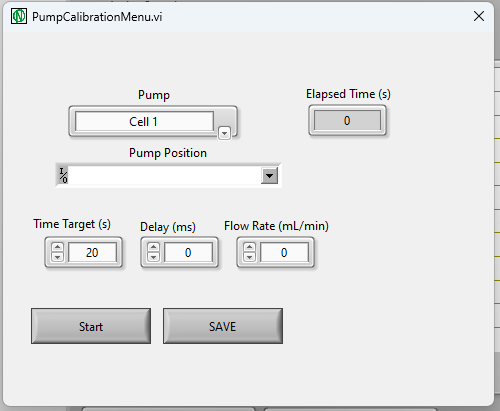 PumpCalibrationMenu.vi
Pump
Elapsed Time (s)
Cell 1
0
Pump Position
I/O
Time Target (s)
Delay (ms)
Flow Rate (mL/min)
20
0
0
Start
SAVE